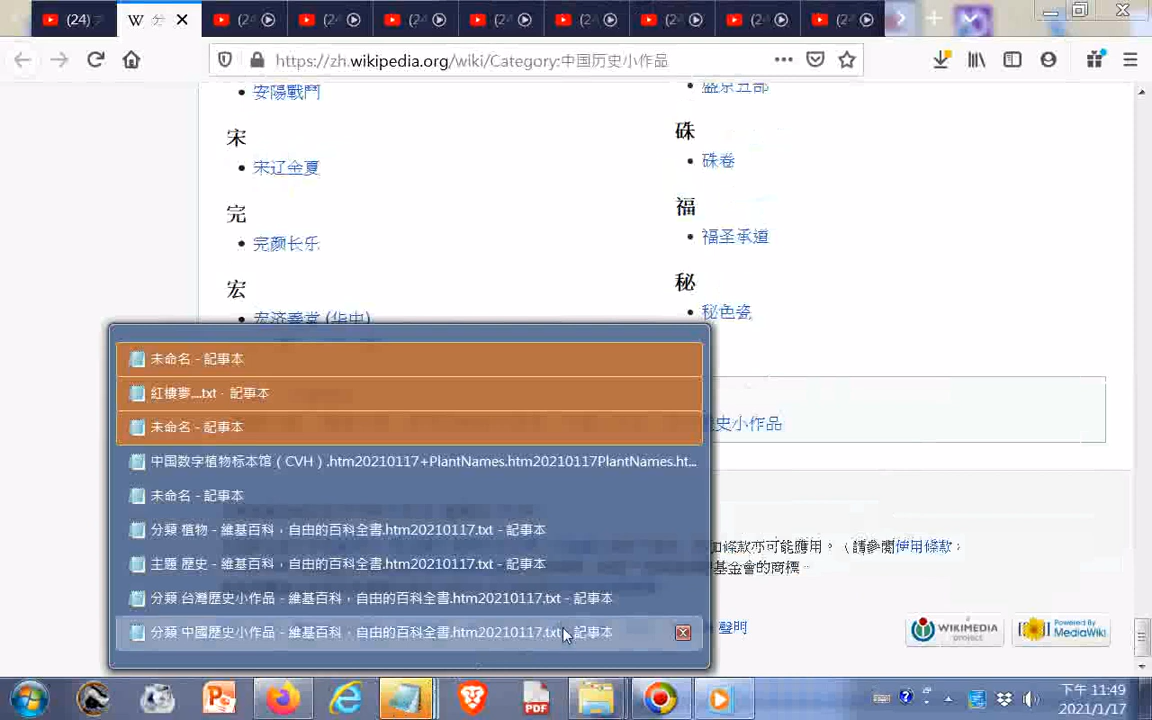 (24)
W
https://zh.wikipedia.org/wiki/Category:中国历史小作品
安陽戰鬥
宋
宋辽金夏
完
完颜长乐
宏
宏济善堂 (华中)
盛京五部
硃
硃卷
福
福圣承道
秘
秘色瓷
史小作品
未命名 - 記事本
紅樓夢....txt - 記事本
未命名 - 記事本
中国数字植物标本馆 ( CVH ) .htm20210117+PlantNames.htm20210117PlantNames.ht...
未命名 - 記事本
分類 植物 - 維基百科,自由的百科全書.htm20210117.txt - 記事本
主題 歷史 - 維基百科,自由的百科全書.htm20210117.txt - 記事本
分類 台灣歷史小作品 - 維基百科,自由的百科全書.htm20210117.txt - 記事本
分類 中國歷史小作品 - 維基百科,自由的百科全書.htm20210117.txt - 記事本
加條款亦可能應用。(請參閱使用條款)
基金會的商標。
聲明
WIKIMEDIA
project
Powered By
MediaWiki
PDF
下午 11:49
2021/1/17